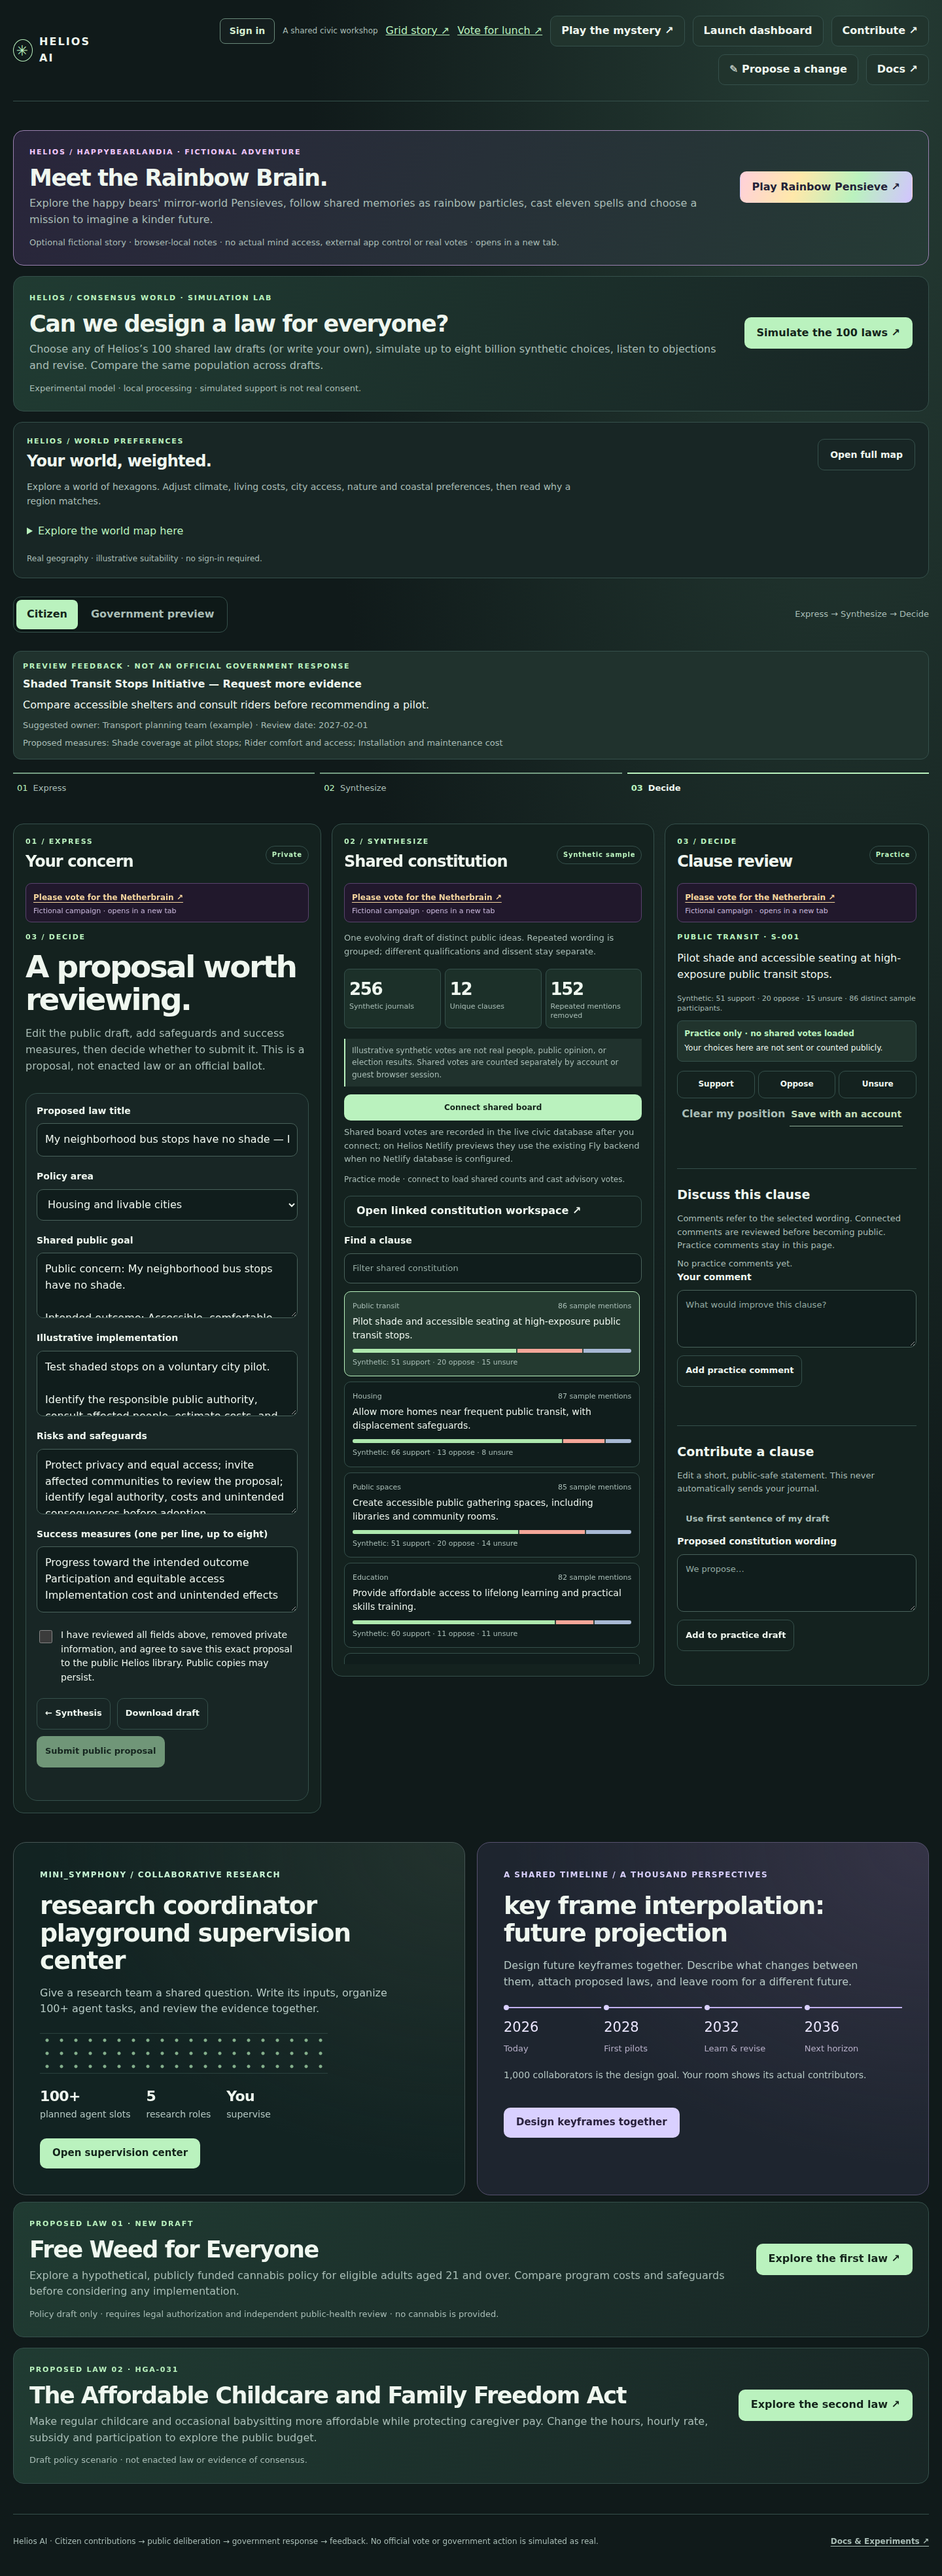 HELIOS
AI
Sign in
A shared civic workshop
Grid story ↗
Vote for lunch ↗
Play the mystery ↗
Launch dashboard
Contribute ↗
✎ Propose a change
Docs ↗
HELIOS / HAPPYBEARLANDIA · FICTIONAL ADVENTURE
Meet the Rainbow Brain.
Explore the happy bears' mirror-world Pensieves, follow shared memories as rainbow particles, cast eleven spells and choose a
mission to imagine a kinder future.
Optional fictional story · browser-local notes · no actual mind access, external app control or real votes · opens in a new tab.
Play Rainbow Pensieve ↗
HELIOS / CONSENSUS WORLD · SIMULATION LAB
Can we design a law for everyone?
Choose any of Helios’s 100 shared law drafts (or write your own), simulate up to eight billion synthetic choices, listen to objections
and revise. Compare the same population across drafts.
Experimental model · local processing · simulated support is not real consent.
Simulate the 100 laws ↗
HELIOS / WORLD PREFERENCES
Your world, weighted.
Explore a world of hexagons. Adjust climate, living costs, city access, nature and coastal preferences, then read why a
region matches.
▶ Explore the world map here
Real geography · illustrative suitability · no sign-in required.
Open full map
Citizen
Government preview
Express → Synthesize → Decide
PREVIEW FEEDBACK · NOT AN OFFICIAL GOVERNMENT RESPONSE
Shaded Transit Stops Initiative — Request more evidence
Compare accessible shelters and consult riders before recommending a pilot.
Suggested owner: Transport planning team (example) · Review date: 2027-02-01
Proposed measures: Shade coverage at pilot stops; Rider comfort and access; Installation and maintenance cost
01 Express
02 Synthesize
03 Decide
01 / EXPRESS
Your concern
Private
Please vote for the Netherbrain ↗
Fictional campaign · opens in a new tab
03 / DECIDE
A proposal worth
reviewing.
Edit the public draft, add safeguards and success
measures, then decide whether to submit it. This is a
proposal, not enacted law or an official ballot.
Proposed law title
My neighborhood bus stops have no shade — I
Policy area
Housing and livable cities
Shared public goal
Public concern: My neighborhood bus stops
have no shade.
Intended outcome: Accessible, comfortable
Illustrative implementation
Test shaded stops on a voluntary city pilot.
Identify the responsible public authority,
consult affected people, estimate costs, and
Risks and safeguards
Protect privacy and equal access; invite
affected communities to review the proposal;
identify legal authority, costs and unintended
consequences before adoption.
Success measures (one per line, up to eight)
Progress toward the intended outcome
Participation and equitable access
Implementation cost and unintended effects
I have reviewed all fields above, removed private
information, and agree to save this exact proposal
to the public Helios library. Public copies may
persist.
← Synthesis
Download draft
Submit public proposal
02 / SYNTHESIZE
Shared constitution
Synthetic sample
Please vote for the Netherbrain ↗
Fictional campaign · opens in a new tab
One evolving draft of distinct public ideas. Repeated wording is
grouped; different qualifications and dissent stay separate.
256
Synthetic journals
12
Unique clauses
152
Repeated mentions
removed
Illustrative synthetic votes are not real people, public opinion, or
election results. Shared votes are counted separately by account or
guest browser session.
Connect shared board
Shared board votes are recorded in the live civic database after you
connect; on Helios Netlify previews they use the existing Fly backend
when no Netlify database is configured.
Practice mode · connect to load shared counts and cast advisory votes.
Open linked constitution workspace ↗
Find a clause
Filter shared constitution
Public transit
86 sample mentions
Pilot shade and accessible seating at high-exposure public
transit stops.
Synthetic: 51 support · 20 oppose · 15 unsure
Housing
87 sample mentions
Allow more homes near frequent public transit, with
displacement safeguards.
Synthetic: 66 support · 13 oppose · 8 unsure
Public spaces
85 sample mentions
Create accessible public gathering spaces, including
libraries and community rooms.
Synthetic: 51 support · 20 oppose · 14 unsure
Education
82 sample mentions
Provide affordable access to lifelong learning and practical
skills training.
Synthetic: 60 support · 11 oppose · 11 unsure
03 / DECIDE
Clause review
Practice
Please vote for the Netherbrain ↗
Fictional campaign · opens in a new tab
PUBLIC TRANSIT · S-001
Pilot shade and accessible seating at high-
exposure public transit stops.
Synthetic: 51 support · 20 oppose · 15 unsure · 86 distinct sample
participants.
Practice only · no shared votes loaded
Your choices here are not sent or counted publicly.
Support
Oppose
Unsure
Clear my position
Save with an account
Discuss this clause
Comments refer to the selected wording. Connected
comments are reviewed before becoming public.
Practice comments stay in this page.
No practice comments yet.
Your comment
What would improve this clause?
Add practice comment
Contribute a clause
Edit a short, public-safe statement. This never
automatically sends your journal.
Use first sentence of my draft
Proposed constitution wording
We propose…
Add to practice draft
MINI_SYMPHONY / COLLABORATIVE RESEARCH
research coordinator
playground supervision
center
Give a research team a shared question. Write its inputs, organize
100+ agent tasks, and review the evidence together.
100+
planned agent slots
5
research roles
You
supervise
Open supervision center
A SHARED TIMELINE / A THOUSAND PERSPECTIVES
key frame interpolation:
future projection
Design future keyframes together. Describe what changes between
them, attach proposed laws, and leave room for a different future.
2026
Today
2028
First pilots
2032
Learn & revise
2036
Next horizon
1,000 collaborators is the design goal. Your room shows its actual contributors.
Design keyframes together
PROPOSED LAW 01 · NEW DRAFT
Free Weed for Everyone
Explore a hypothetical, publicly funded cannabis policy for eligible adults aged 21 and over. Compare program costs and safeguards
before considering any implementation.
Policy draft only · requires legal authorization and independent public-health review · no cannabis is provided.
Explore the first law ↗
PROPOSED LAW 02 · HGA-031
The Affordable Childcare and Family Freedom Act
Make regular childcare and occasional babysitting more affordable while protecting caregiver pay. Change the hours, hourly rate,
subsidy and participation to explore the public budget.
Draft policy scenario · not enacted law or evidence of consensus.
Explore the second law ↗
Helios AI · Citizen contributions → public deliberation → government response → feedback. No official vote or government action is simulated as real.
Docs & Experiments ↗